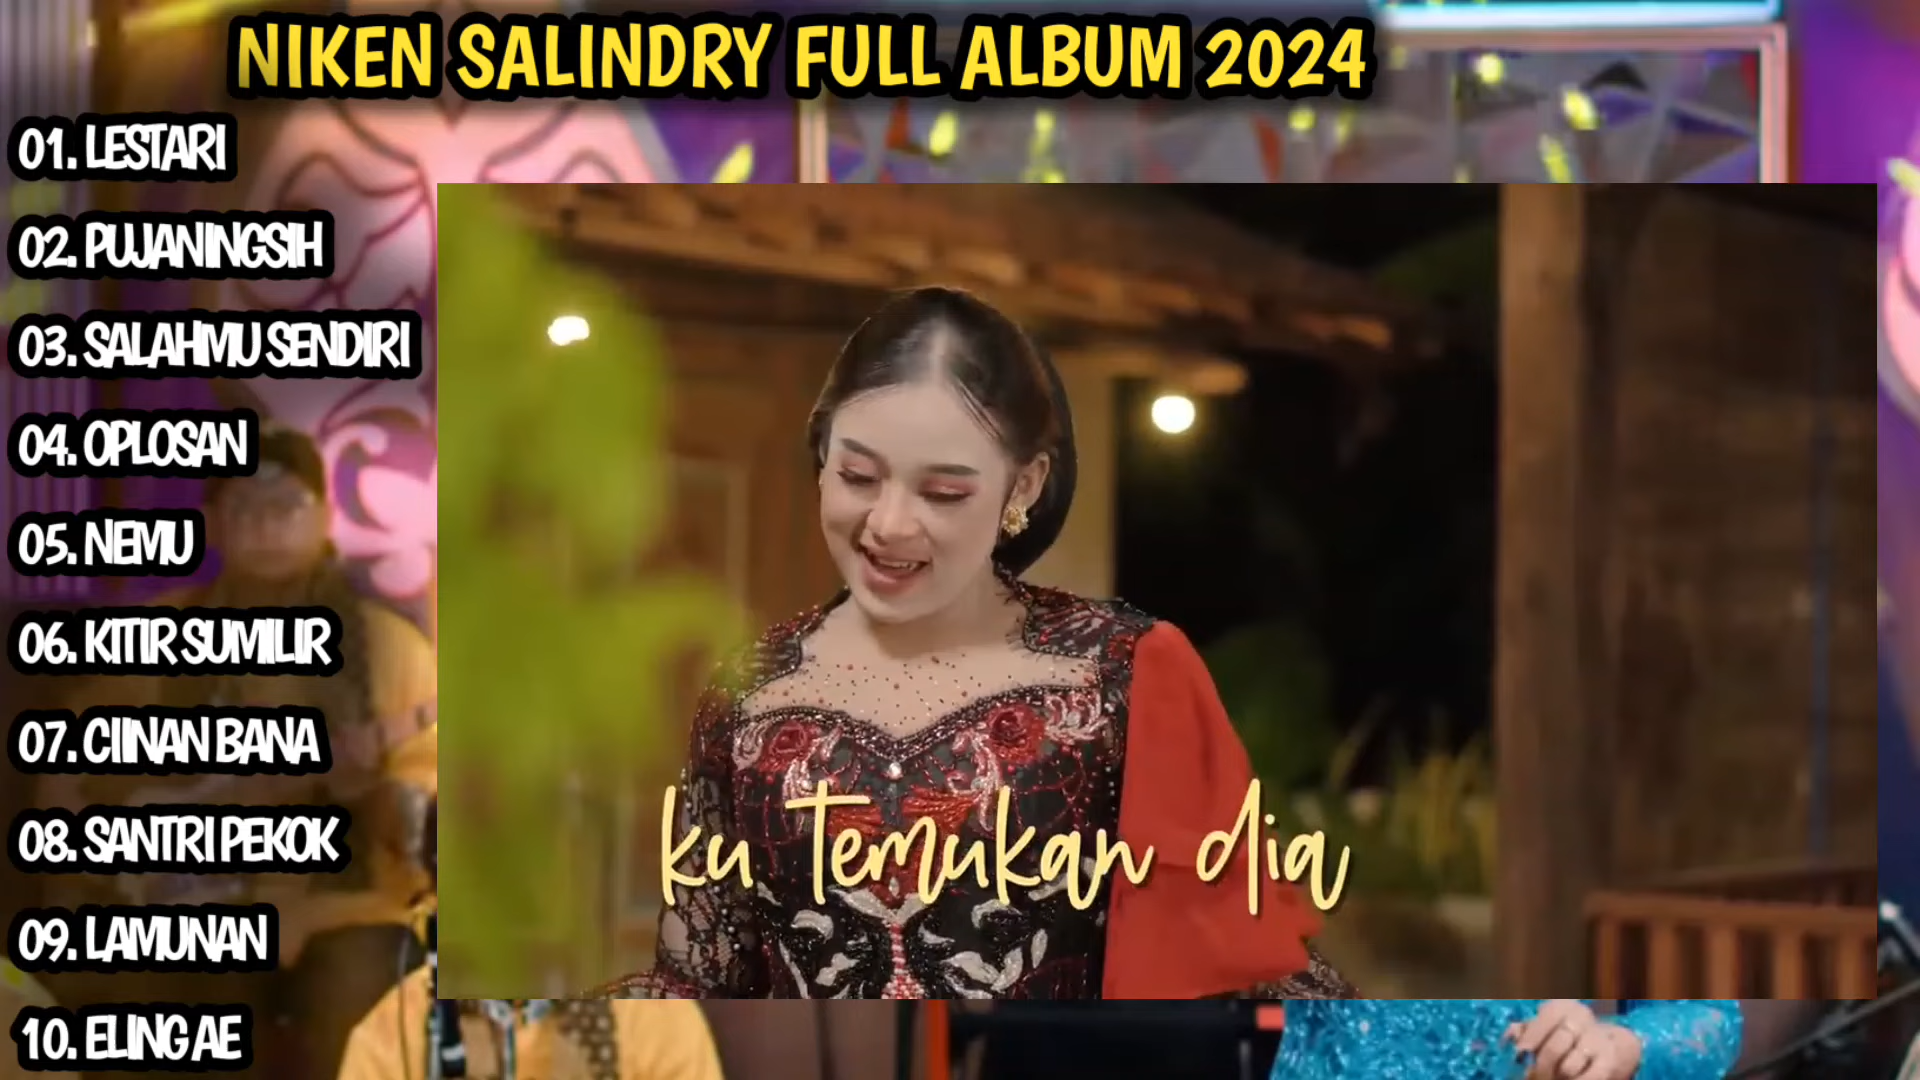 NIKEN SALINDRY FULL ALBUM 2024
01. LESTARI
02. PUJANINGSIH
03. SALAHMU SENDIRI
04. OPLOSAN
05. NEMU
06. KITIR SUMILIR
07. CIINAN BANA
08. SANTRI PEKOK
09. LAMUNAN
10. ELING AE
ku temukan dia